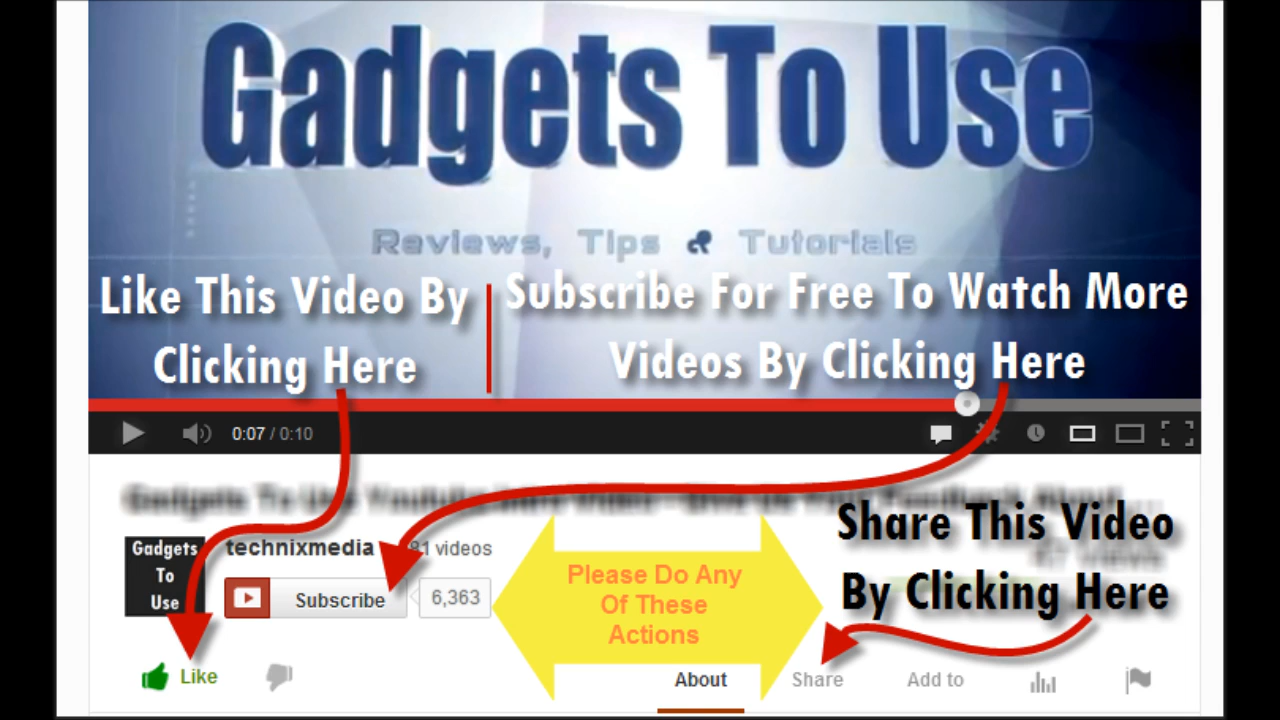 Gadgets To Use
Reviews, Tips & Tutorials
Like This Video By
Clicking Here
Subscribe For Free To Watch More
Videos By Clicking Here
0:07 / 0:10
Share This Video
By Clicking Here
Gadgets
To
Use
technixmedia
81 videos
Subscribe
6,363
Please Do Any
Of These
Actions
Like
About
Share
Add to